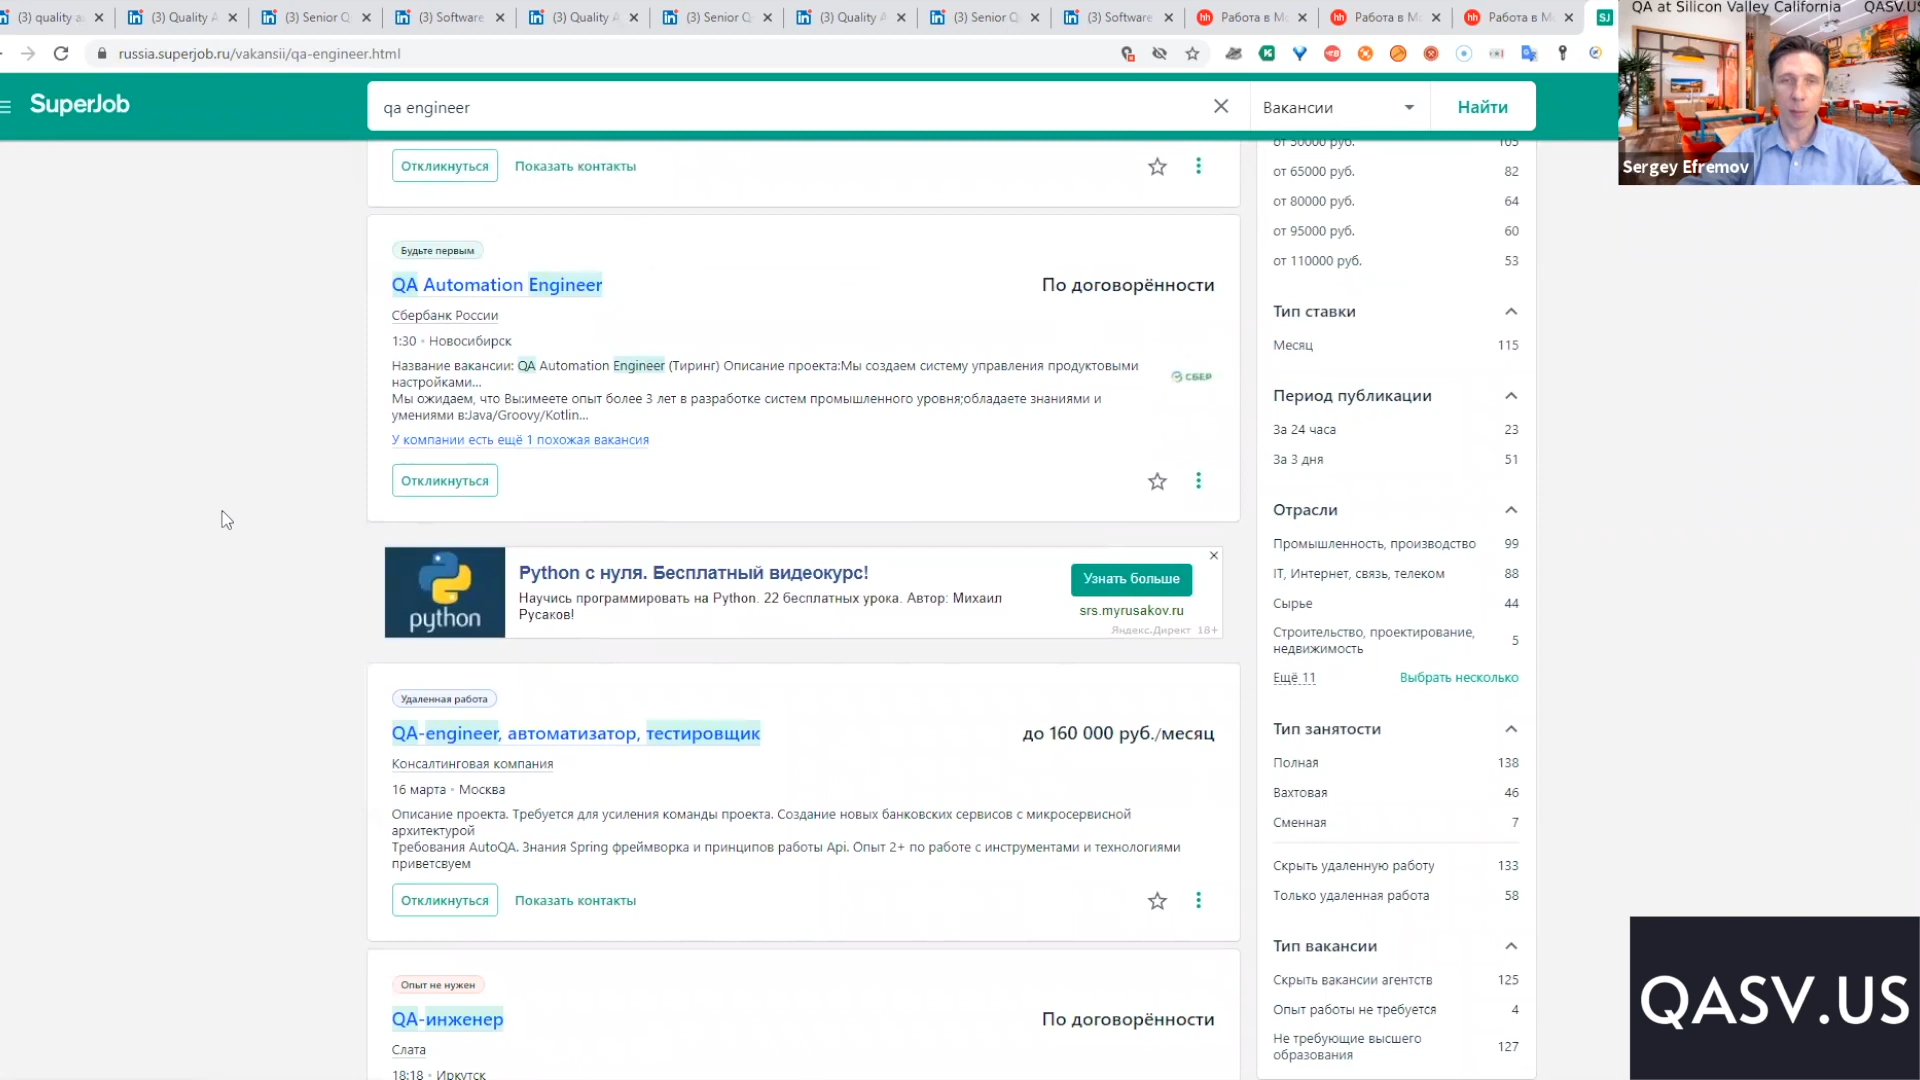 (3) quality a
(3) Quality A
(3) Senior Q
(3) Software
(3) Quality A
(3) Senior Q
(3) Quality A
(3) Senior Q
(3) Software
Работа в Мо
Работа в Мо
Работа в Мо
SJ
QA at Silicon Valley California QASV.US
russia.superjob.ru/vakansii/qa-engineer.html
SuperJob
qa engineer
Вакансии
Найти
Sergey Efremov
Откликнуться
Показать контакты
от 50000 руб. 105
от 65000 руб. 82
от 80000 руб. 64
от 95000 руб. 60
от 110000 руб. 53
Будьте первым
QA Automation Engineer
По договорённости
Сбербанк России
1:30 • Новосибирск
Название вакансии: QA Automation Engineer (Тиринг) Описание проекта:Мы создаем систему управления продуктовыми
настройками...
Мы ожидаем, что Вы:имеете опыт более 3 лет в разработке систем промышленного уровня;обладаете знаниями и
умениями в:Java/Groovy/Kotlin...
СБЕР
У компании есть ещё 1 похожая вакансия
Откликнуться
Тип ставки
Месяц 115
Период публикации
За 24 часа 23
За 3 дня 51
Отрасли
Промышленность, производство 99
IT, Интернет, связь, телеком 88
Сырье 44
Строительство, проектирование,
недвижимость 5
Ещё 11
Выбрать несколько
python
Python с нуля. Бесплатный видеокурс!
Научись программировать на Python. 22 бесплатных урока. Автор: Михаил
Русаков!
Узнать больше
srs.myrusakov.ru
Яндекс.Директ 18+
Удаленная работа
QA-engineer, автоматизатор, тестировщик
до 160 000 руб./месяц
Консалтинговая компания
16 марта • Москва
Описание проекта. Требуется для усиления команды проекта. Создание новых банковских сервисов с микросервисной
архитектурой
Требования AutoQA. Знания Spring фреймворка и принципов работы Api. Опыт 2+ по работе с инструментами и технологиями
приветсвуем
Откликнуться
Показать контакты
Тип занятости
Полная 138
Вахтовая 46
Сменная 7
Скрыть удаленную работу 133
Только удаленная работа 58
Тип вакансии
Скрыть вакансии агентств 125
Опыт работы не требуется 4
Не требующие высшего
образования 127
Опыт не нужен
QA-инженер
По договорённости
Слата
18:18 • Иркутск
QASV.US